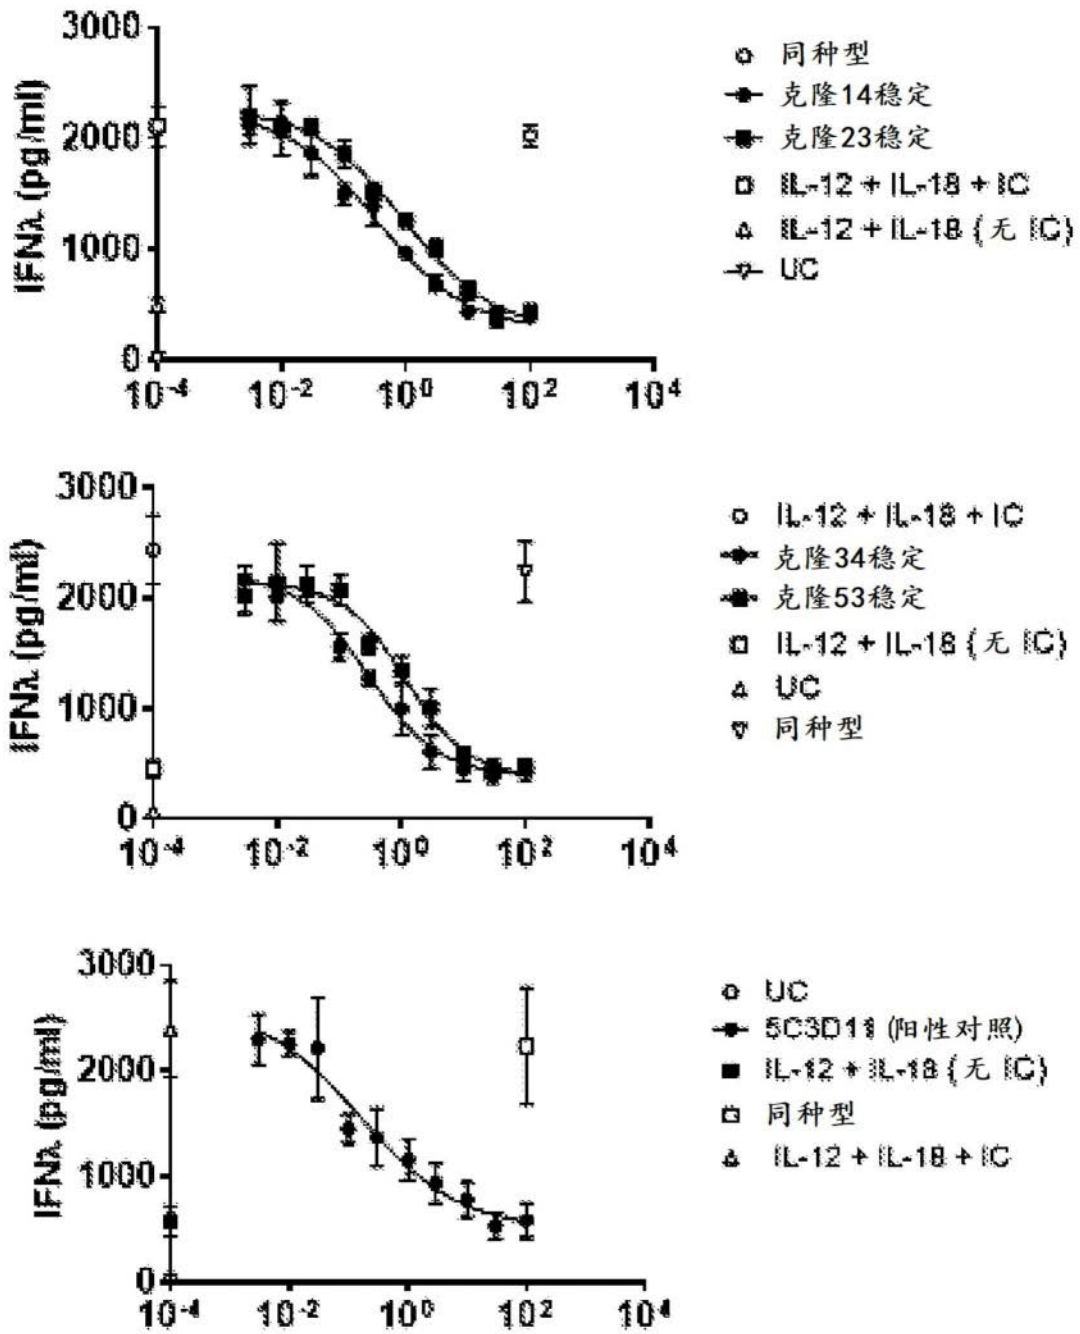 3000
2000
1000
0
IFNλ (pg/ml)
10-4 10-2 100 102 104
同种型
克隆14稳定
克隆23稳定
IL-12 + IL-18 + IC
IL-12 + IL-18 (无 IC)
UC
3000
2000
1000
0
IFNλ (pg/ml)
10-4 10-2 100 102 104
IL-12 + IL-18 + IC
克隆34稳定
克隆53稳定
IL-12 + IL-18 (无 IC)
UC
同种型
3000
2000
1000
0
IFNλ (pg/ml)
10-4 10-2 100 102 104
UC
5C3D11 (阳性对照)
IL-12 + IL-18 (无 IC)
同种型
IL-12 + IL-18 + IC